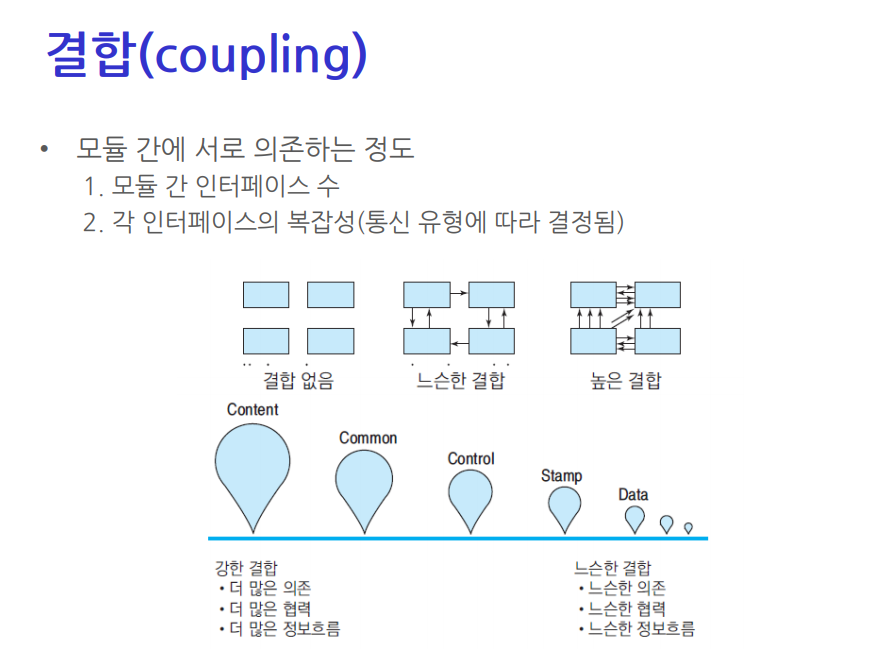 결합(coupling)
• 모듈 간에 서로 의존하는 정도
1. 모듈 간 인터페이스 수
2. 각 인터페이스의 복잡성(통신 유형에 따라 결정됨)
결합 없음
느슨한 결합
높은 결합
Content
Common
Control
Stamp
Data
강한 결합
• 더 많은 의존
• 더 많은 협력
• 더 많은 정보흐름
느슨한 결합
• 느슨한 의존
• 느슨한 협력
• 느슨한 정보흐름